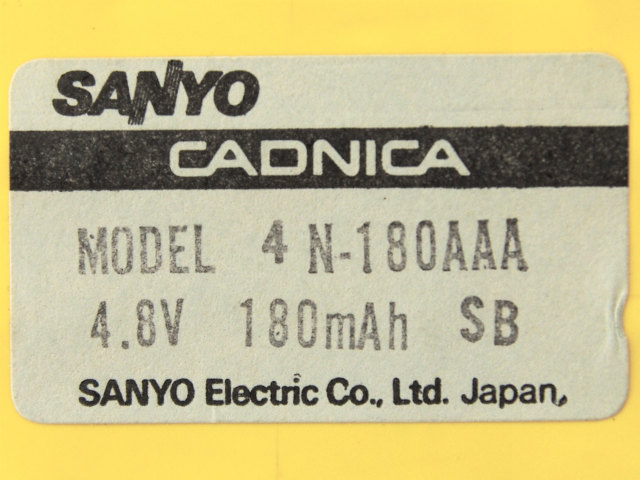 SANYO
CADNICA
MODEL 4 N-180AAA
4.8V 180mAh SB
SANYO Electric Co., Ltd. Japan,